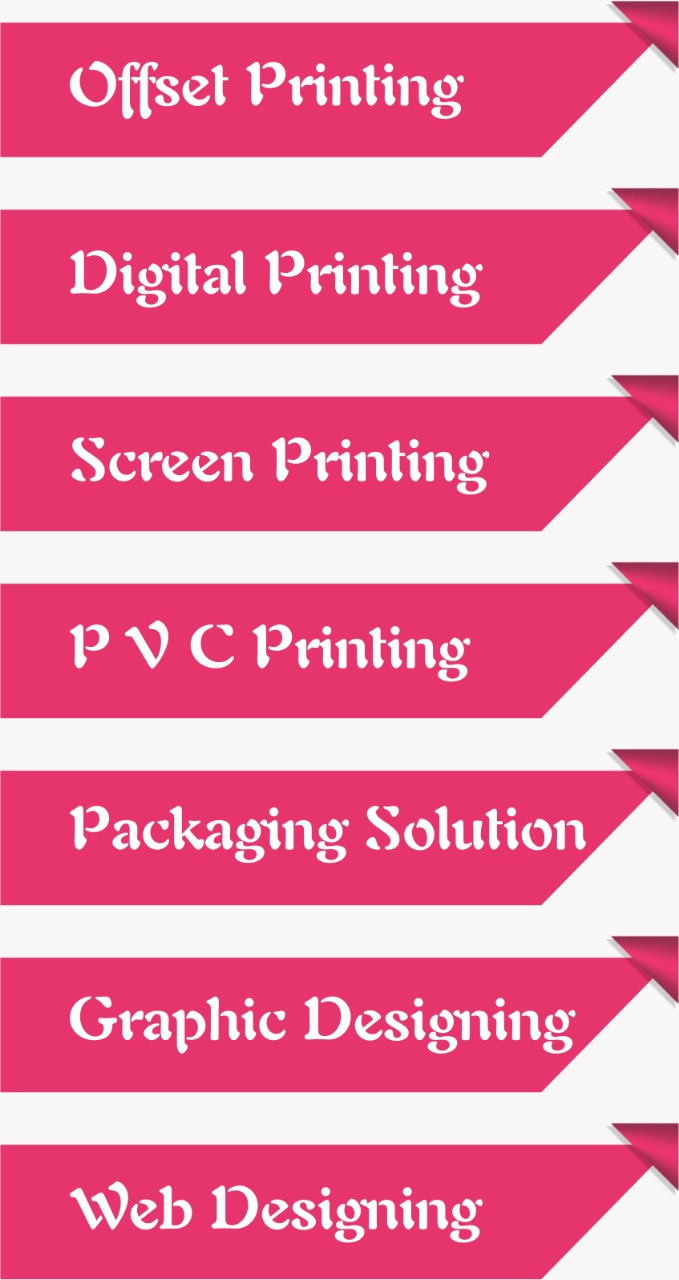 Offset Printing
Digital Printing
Screen Printing
P V C Printing
Packaging Solution
Graphic Designing
Web Designing